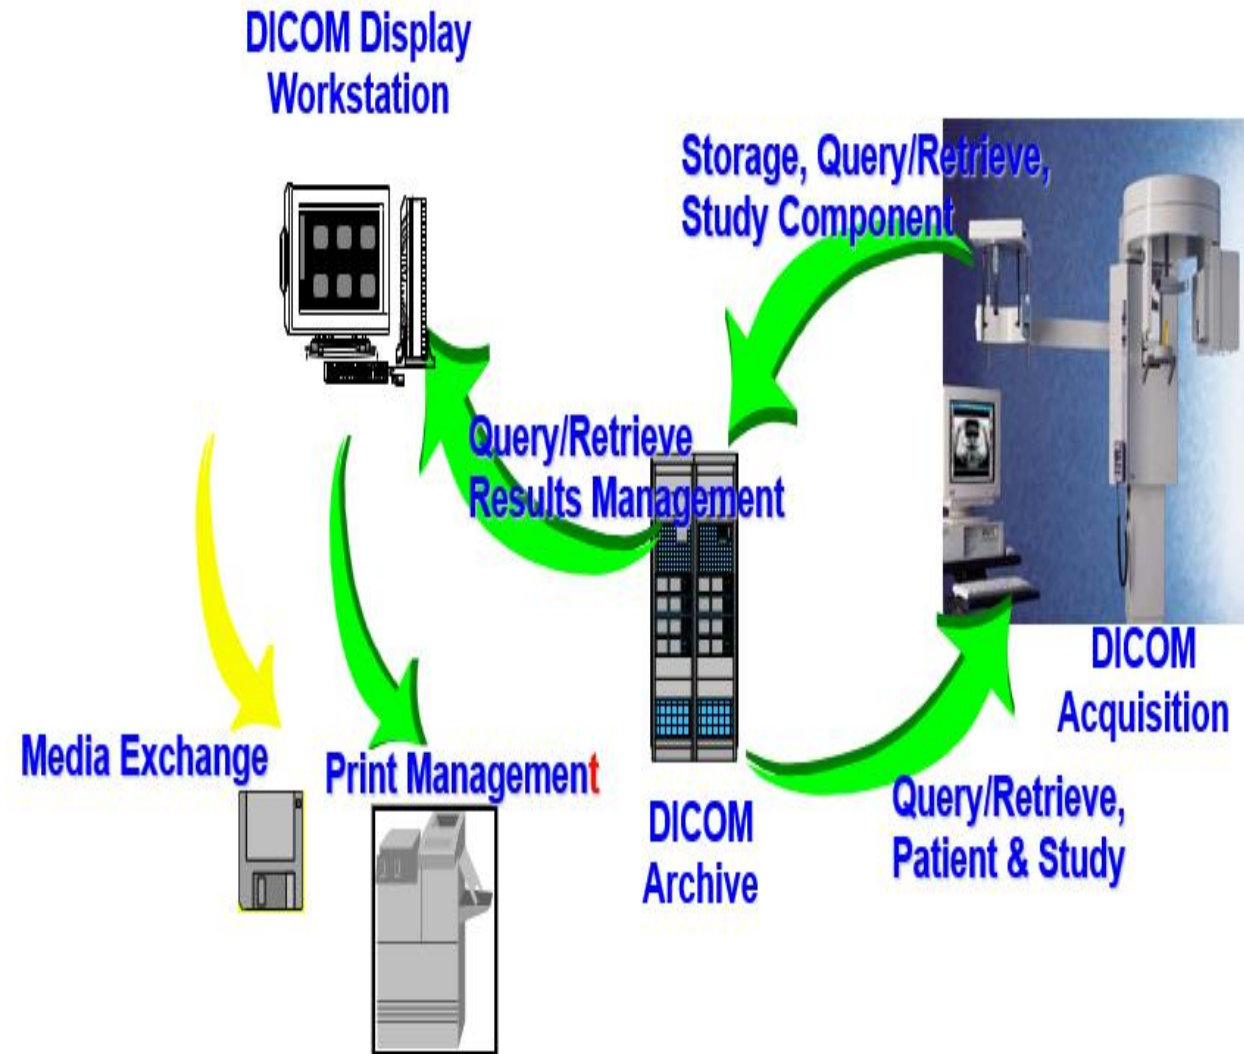 DICOM Display
Workstation
Storage, Query/Retrieve,
Study Component
Query/Retrieve
Results Management
DICOM
Acquisition
Media Exchange
Print Management
Query/Retrieve,
Patient & Study
DICOM
Archive